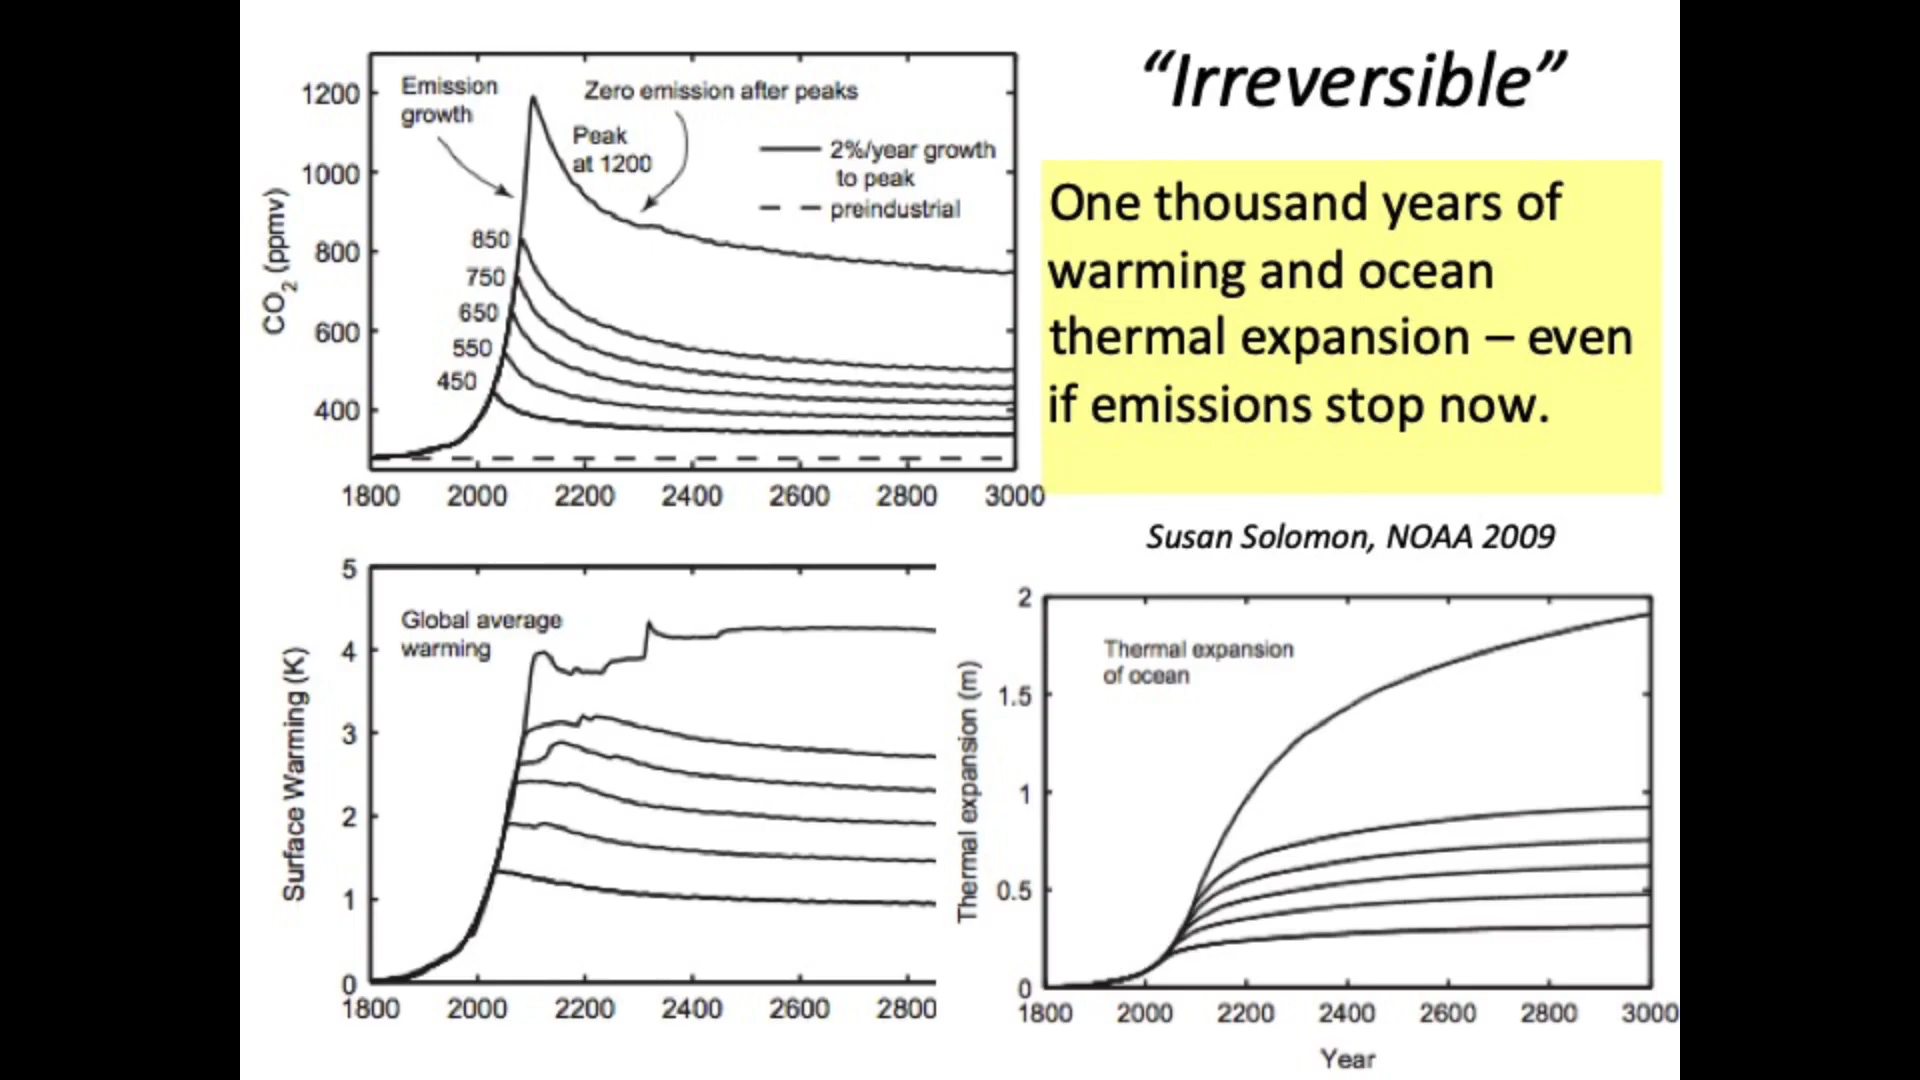 “Irreversible”
One thousand years of
warming and ocean
thermal expansion – even
if emissions stop now.
Susan Solomon, NOAA 2009
CO2 (ppmv)
1200
1000
800
600
400
Emission
growth
Zero emission after peaks
Peak
at 1200
2%/year growth
to peak
preindustrial
850
750
650
550
450
1800 2000 2200 2400 2600 2800 3000
Surface Warming (K)
5
4
3
2
1
0
Global average
warming
1800 2000 2200 2400 2600 2800
Thermal expansion (m)
2
1.5
1
0.5
0
Thermal expansion
of ocean
1800 2000 2200 2400 2600 2800 3000
Year